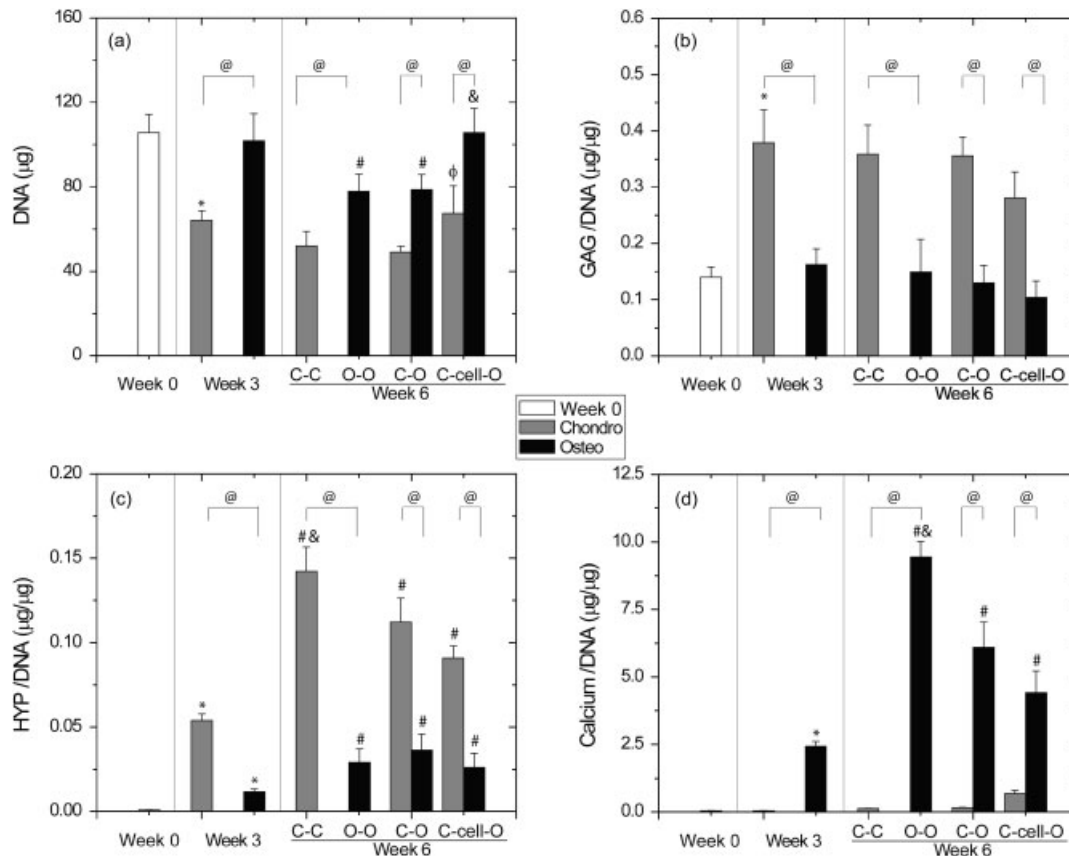 (a)
DNA (μg)
160
120
80
40
0
*
@
@
@
@
#
#
ϕ
&
Week 0
Week 3
C-C
O-O
C-O
C-cell-O
Week 6
(b)
GAG /DNA (μg/μg)
0.6
0.5
0.4
0.3
0.2
0.1
0.0
*
@
@
@
@
Week 0
Week 3
C-C
O-O
C-O
C-cell-O
Week 6
Week 0
Chondro
Osteo
(c)
HYP /DNA (μg/μg)
0.20
0.15
0.10
0.05
0.00
*
*
@
@
@
@
#&
#
#
#
#
#
Week 0
Week 3
C-C
O-O
C-O
C-cell-O
Week 6
(d)
Calcium/DNA (μg/μg)
12.5
10.0
7.5
5.0
2.5
0.0
*
@
@
@
@
#&
#
#
Week 0
Week 3
C-C
O-O
C-O
C-cell-O
Week 6